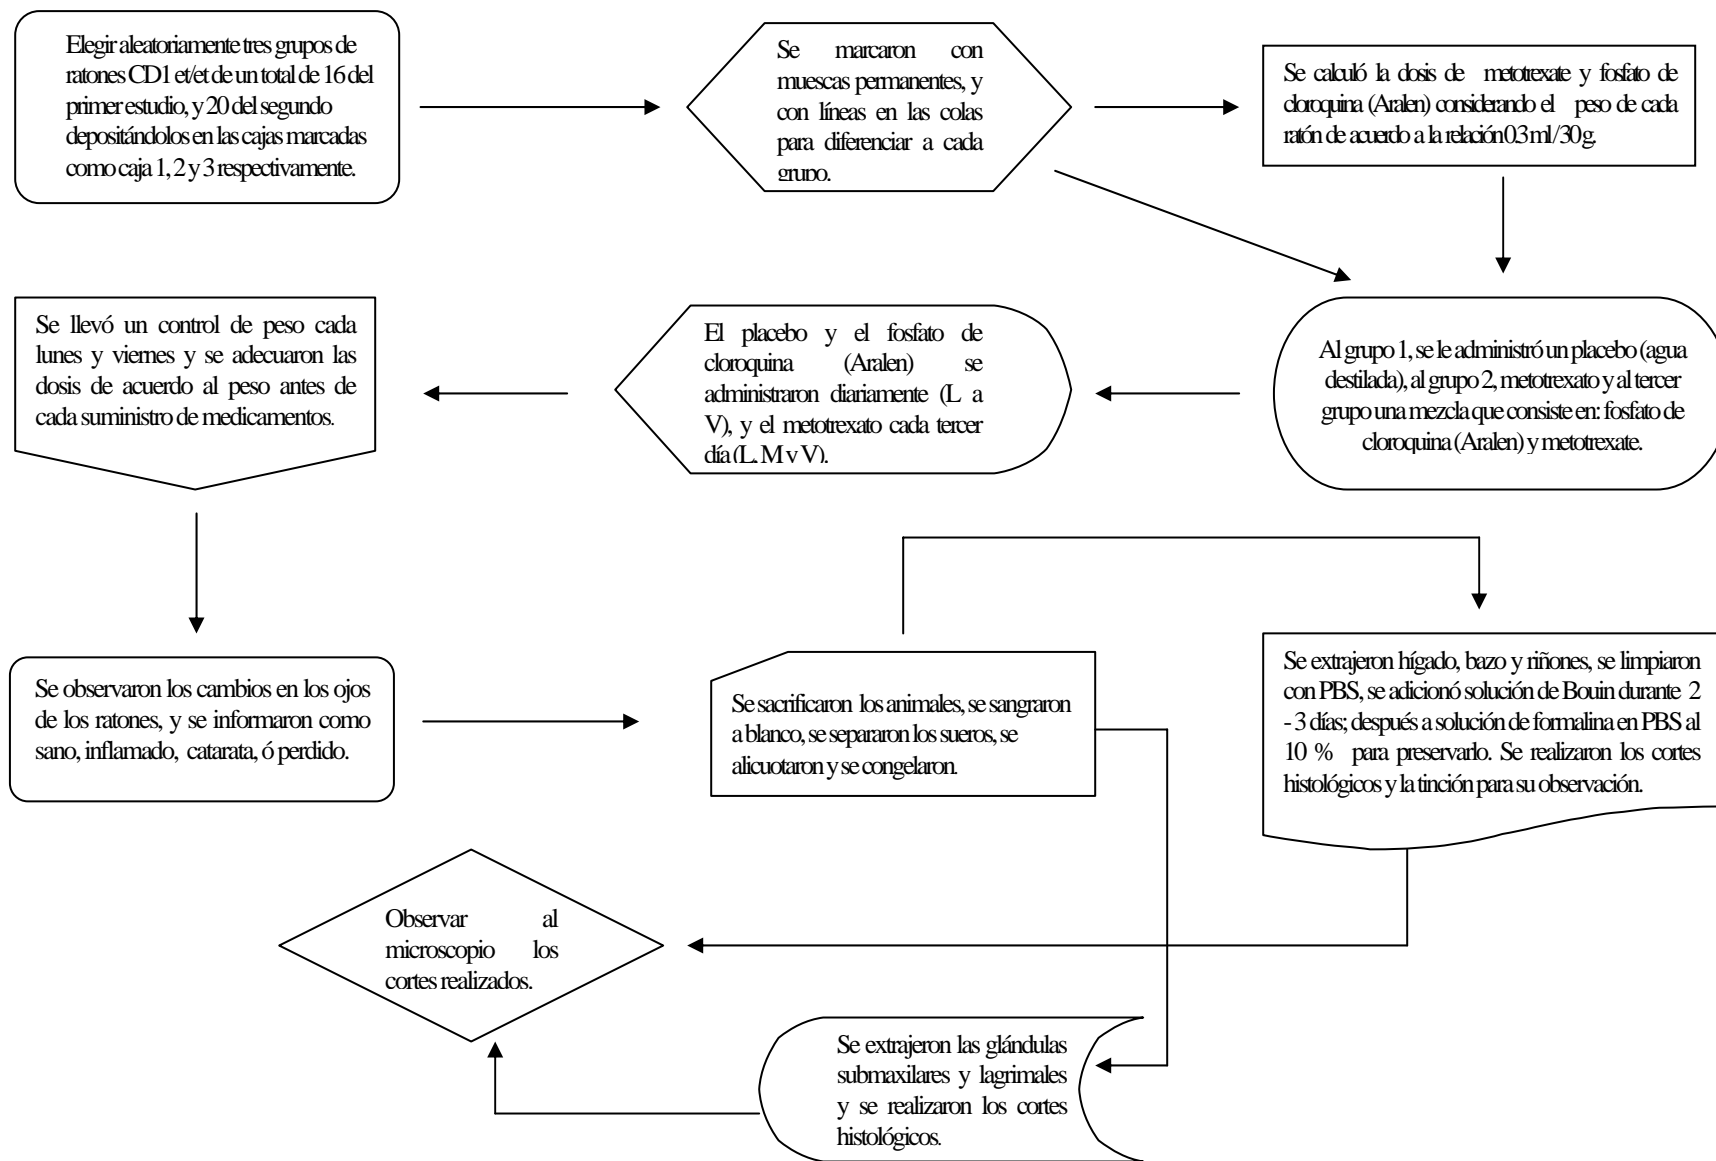 Elegir aleatoriamente tres grupos de
ratones CD1 et/et de un total de 16 del
primer estudio, y 20 del segundo
depositándolos en las cajas marcadas
como caja 1, 2 y 3 respectivamente.
Se marcaron con
muescas permanentes, y
con líneas en las colas
para diferenciar a cada
grupo.
Se calculó la dosis de metotrexate y fosfato de
cloroquina (Aralen) considerando el peso de cada
ratón de acuerdo a la relación 0.3 ml / 30 g.
Al grupo 1, se le administró un placebo (agua
destilada), al grupo 2, metotrexato y al tercer
grupo una mezcla que consiste en: fosfato de
cloroquina (Aralen) y metotrexate.
El placebo y el fosfato de
cloroquina (Aralen) se
administraron diariamente (L a
V), y el metotrexato cada tercer
día (L, M y V).
Se llevó un control de peso cada
lunes y viernes y se adecuaron las
dosis de acuerdo al peso antes de
cada suministro de medicamentos.
Se observaron los cambios en los ojos
de los ratones, y se informaron como
sano, inflamado, catarata, ó perdido.
Se sacrificaron los animales, se sangraron
a blanco, se separaron los sueros, se
alicuotaron y se congelaron.
Se extrajeron hígado, bazo y riñones, se limpiaron
con PBS, se adicionó solución de Bouin durante 2
- 3 días; después a solución de formalina en PBS al
10 % para preservarlo. Se realizaron los cortes
histológicos y la tinción para su observación.
Se extrajeron las glándulas
submaxilares y lagrimales
y se realizaron los cortes
histológicos.
Observar al
microscopio los
cortes realizados.